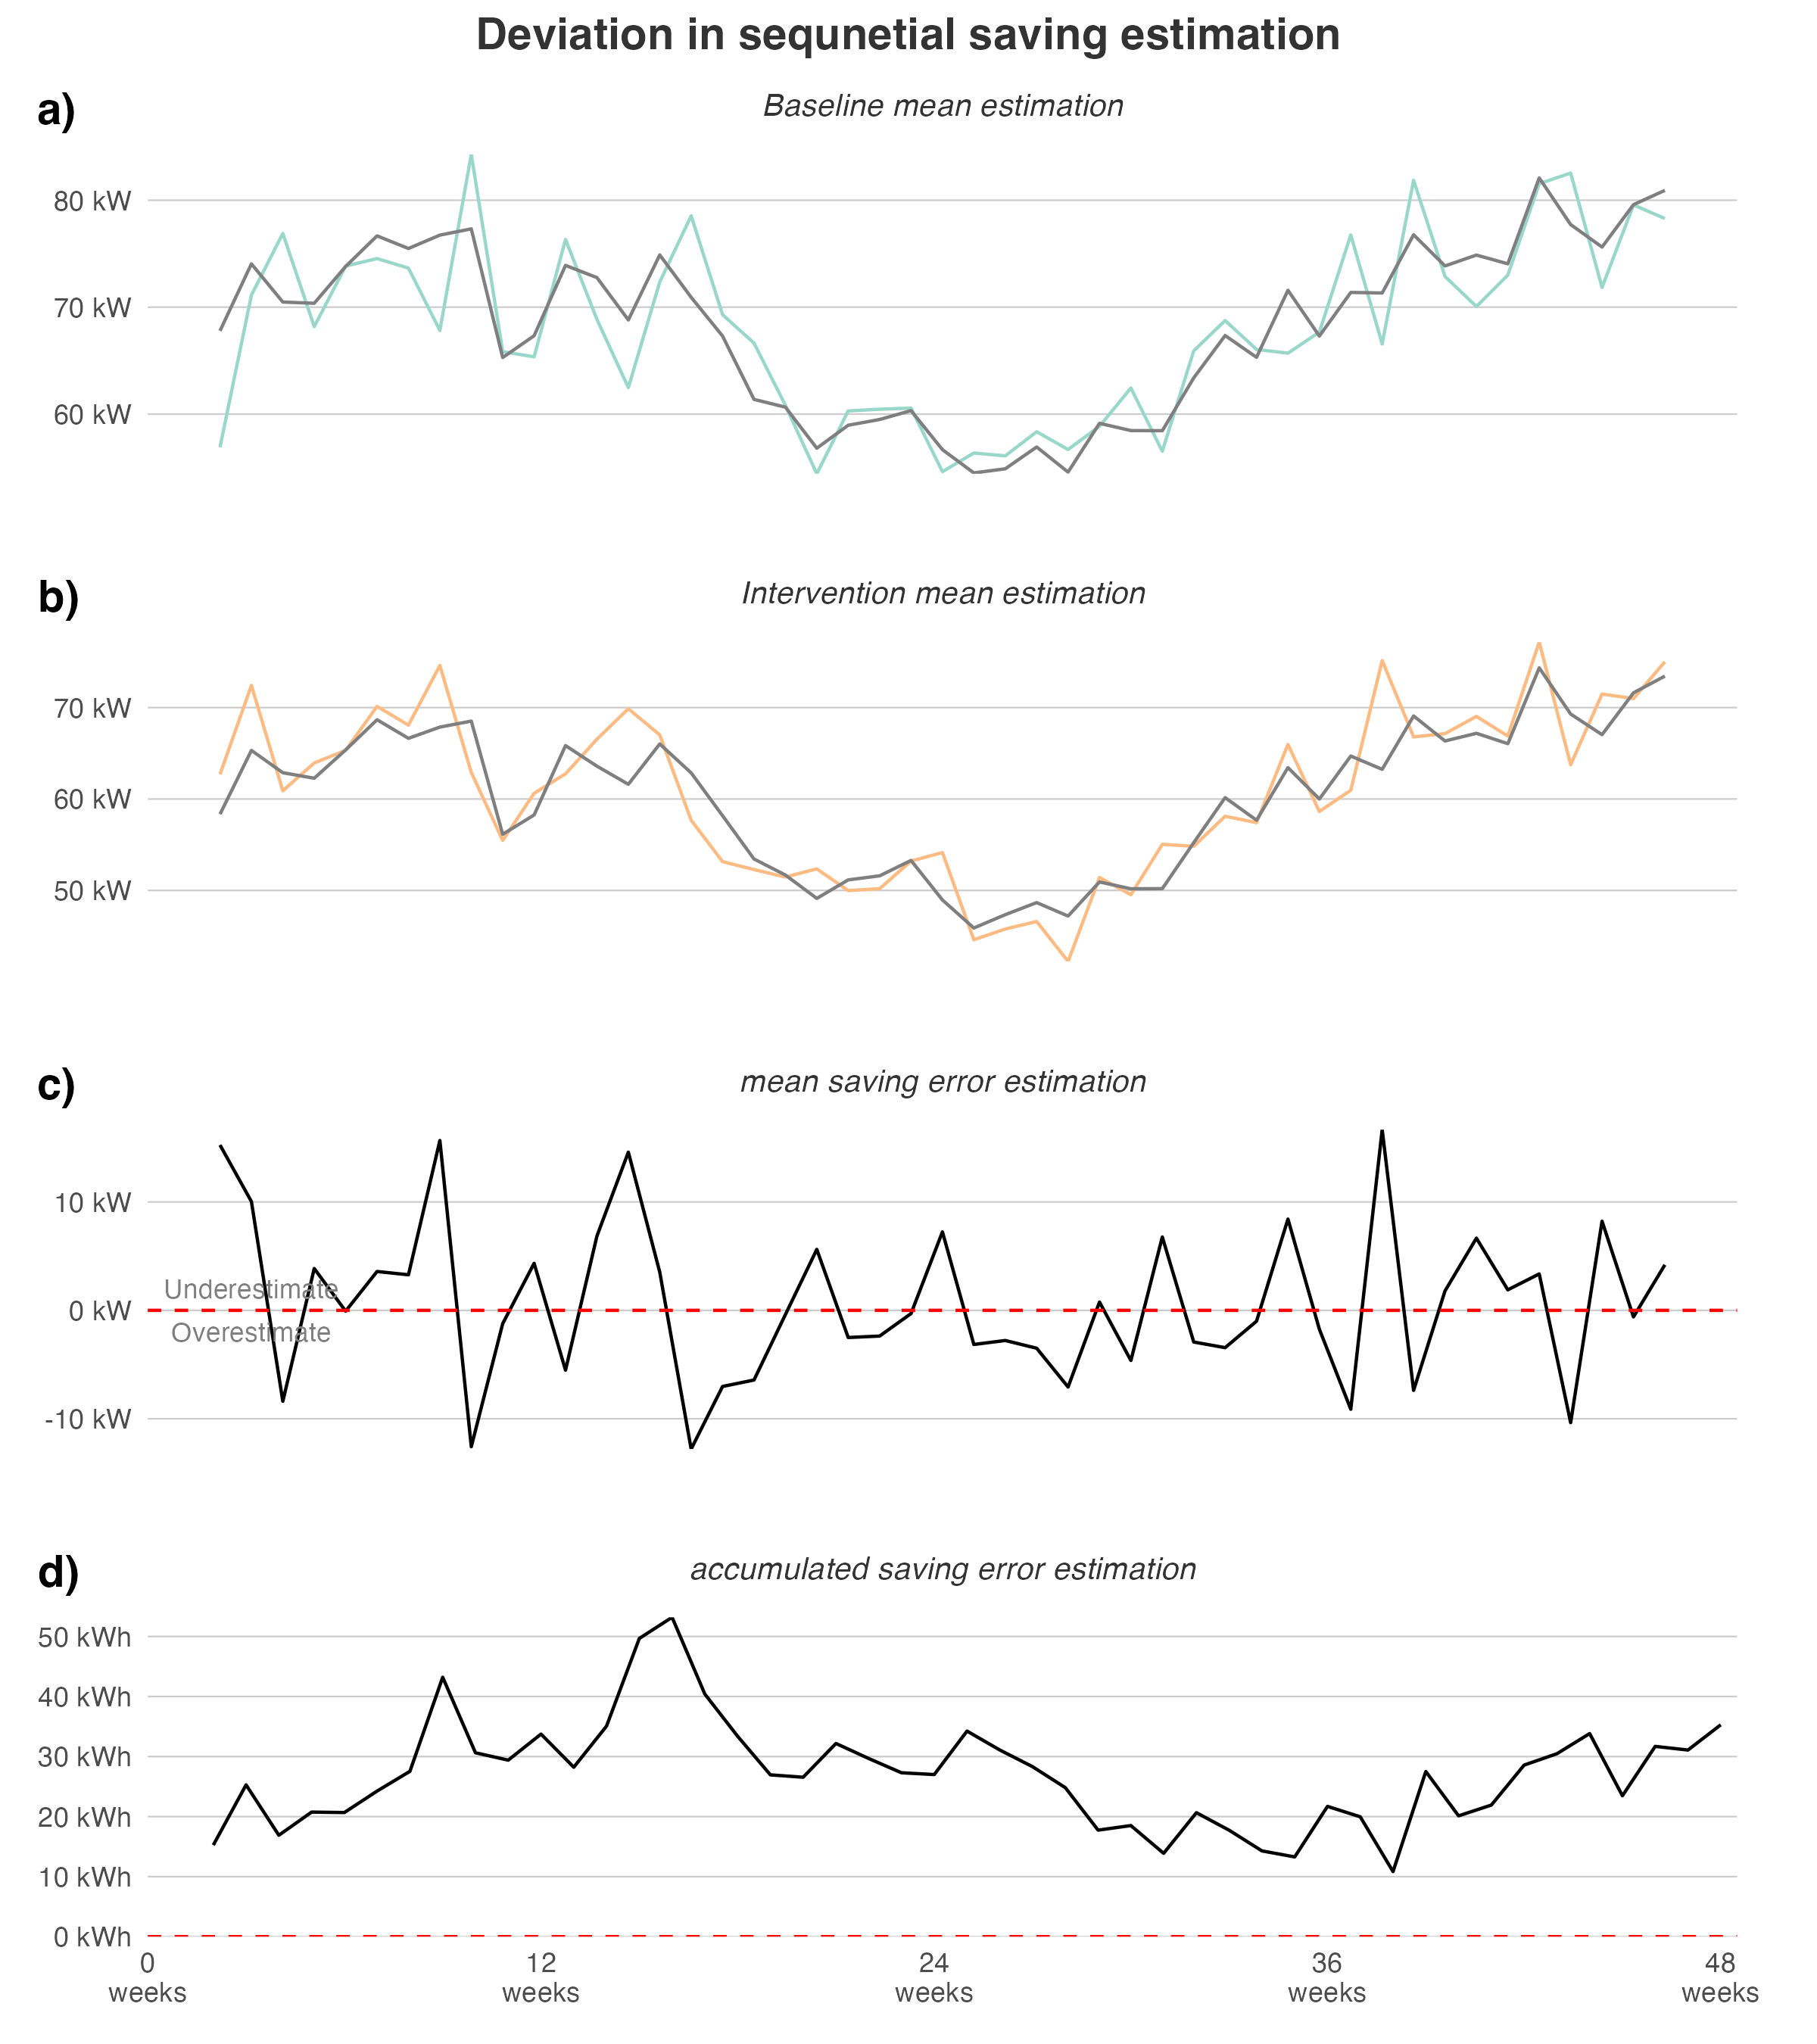 Deviation in sequnetial saving estimation
a)
Baseline mean estimation
80 kW
70 kW
60 kW
b)
Intervention mean estimation
70 kW
60 kW
50 kW
c)
mean saving error estimation
10 kW
Underestimate
0 kW
Overestimate
-10 kW
d)
accumulated saving error estimation
50 kWh
40 kWh
30 kWh
20 kWh
10 kWh
0 kWh
0 12 24 36 48
weeks weeks weeks weeks weeks